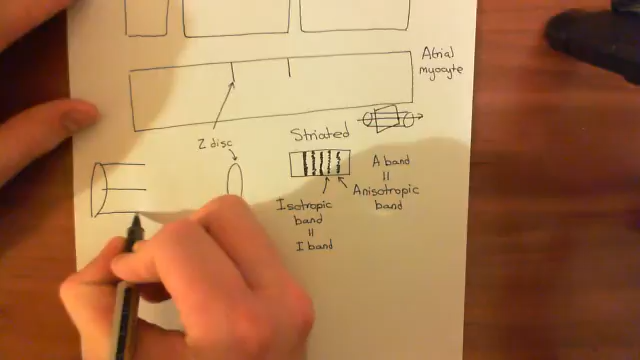 Atrial
myocyte
Striated
Z disc
A band
=
Anisotropic
band
Isotropic
band
=
I band